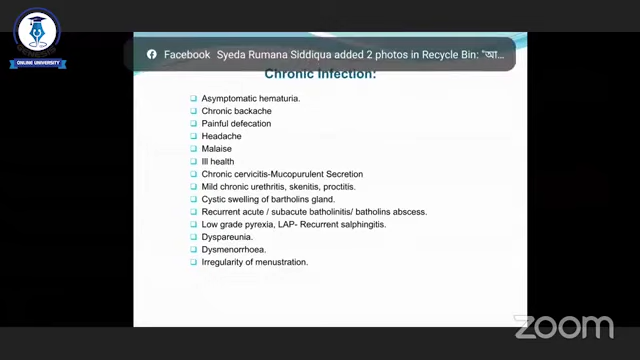 ONLINE UNIVERSITY
Facebook Syeda Rumana Siddiqua added 2 photos in Recycle Bin: "আ...
Chronic Infection:
Asymptomatic hematuria.
Chronic backache
Painful defecation
Headache
Malaise
Ill health
Chronic cervicitis-Mucopurulent Secretion
Mild chronic urethritis, skenitis, proctitis.
Cystic swelling of bartholins gland.
Recurrent acute / subacute batholinitis/ batholins abscess.
Low grade pyrexia, LAP- Recurrent salphingitis.
Dyspareunia.
Dysmenorrhoea.
Irregularity of menustration.
zoom